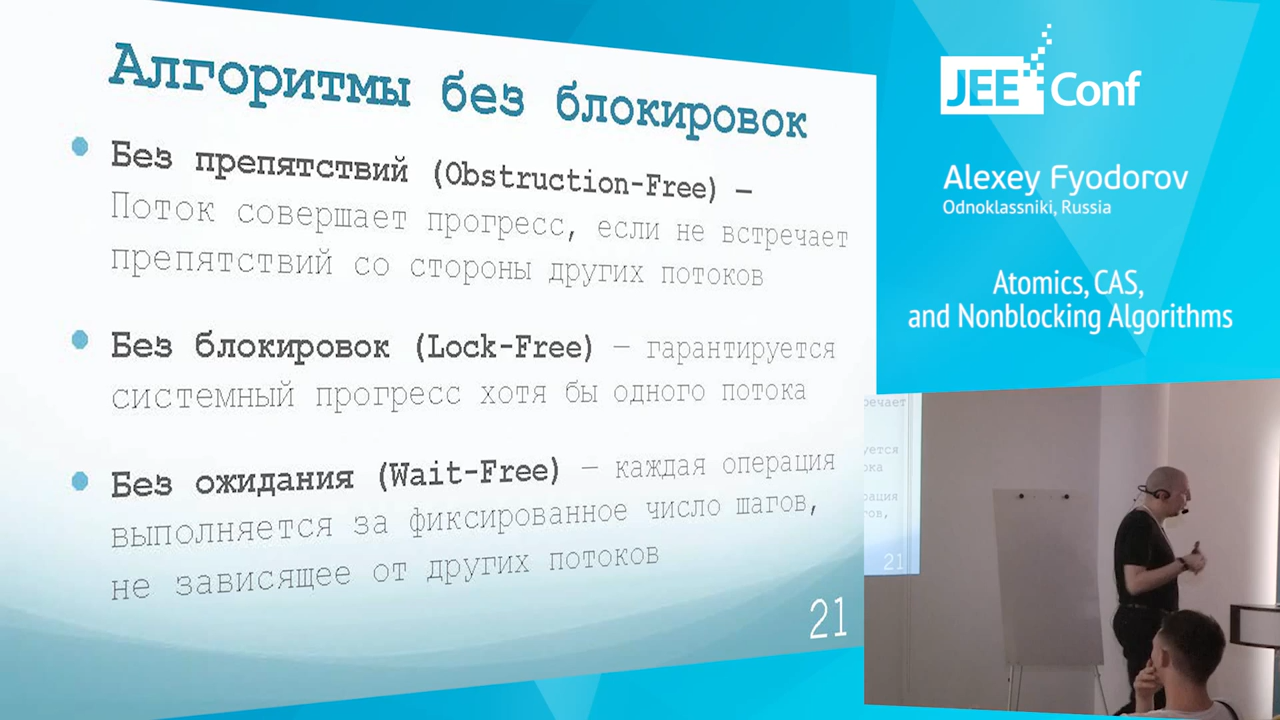 Алгоритмы без блокировок
Без препятствий (Obstruction-Free) —
Поток совершает прогресс, если не встречает
препятствий со стороны других потоков
Без блокировок (Lock-Free) — гарантируется
системный прогресс хотя бы одного потока
Без ожидания (Wait-Free) — каждая операция
выполняется за фиксированное число шагов,
не зависящее от других потоков
21
JEE Conf
Alexey Fyodorov
Odnoklassniki, Russia
Atomics, CAS,
and Nonblocking Algorithms
21